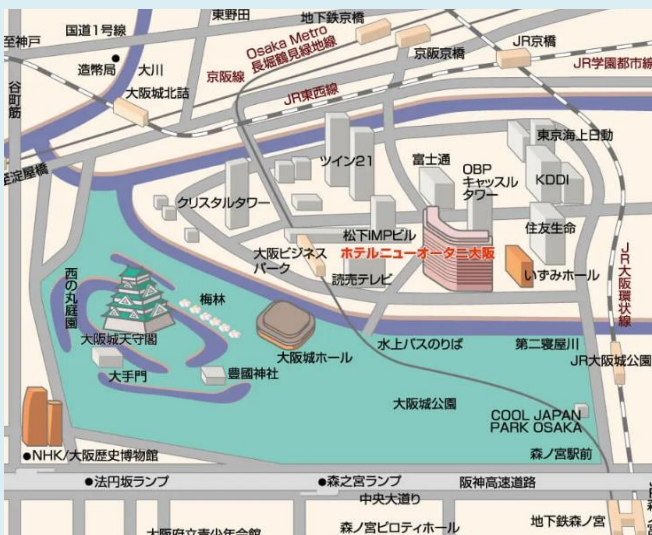 東野田
地下鉄京橋
国道1号線
至神戸
Osaka Metro
長堀鶴見緑地線
京阪京橋
JR京橋
造幣局
大川
京阪線
JR学園都市線
谷町筋
大阪城北詰
JR東西線
至淀屋橋
ツイン21
富士通
東京海上日動
OBP
キャッスル
タワー
KDDI
クリスタルタワー
松下IMPビル
住友生命
大阪ビジネス
パーク
ホテルニューオータニ大阪
読売テレビ
いずみホール
JR大阪環状線
西の丸庭園
梅林
大阪城天守閣
大阪城ホール
水上バスのりば
第二寝屋川
JR大阪城公園
大手門
豊國神社
大阪城公園
COOL JAPAN
PARK OSAKA
●NHK/大阪歴史博物館
森ノ宮駅前
●法円坂ランプ
●森之宮ランプ
阪神高速道路
中央大通り
大阪府立青少年会館
森ノ宮ピロティホール
地下鉄森ノ宮